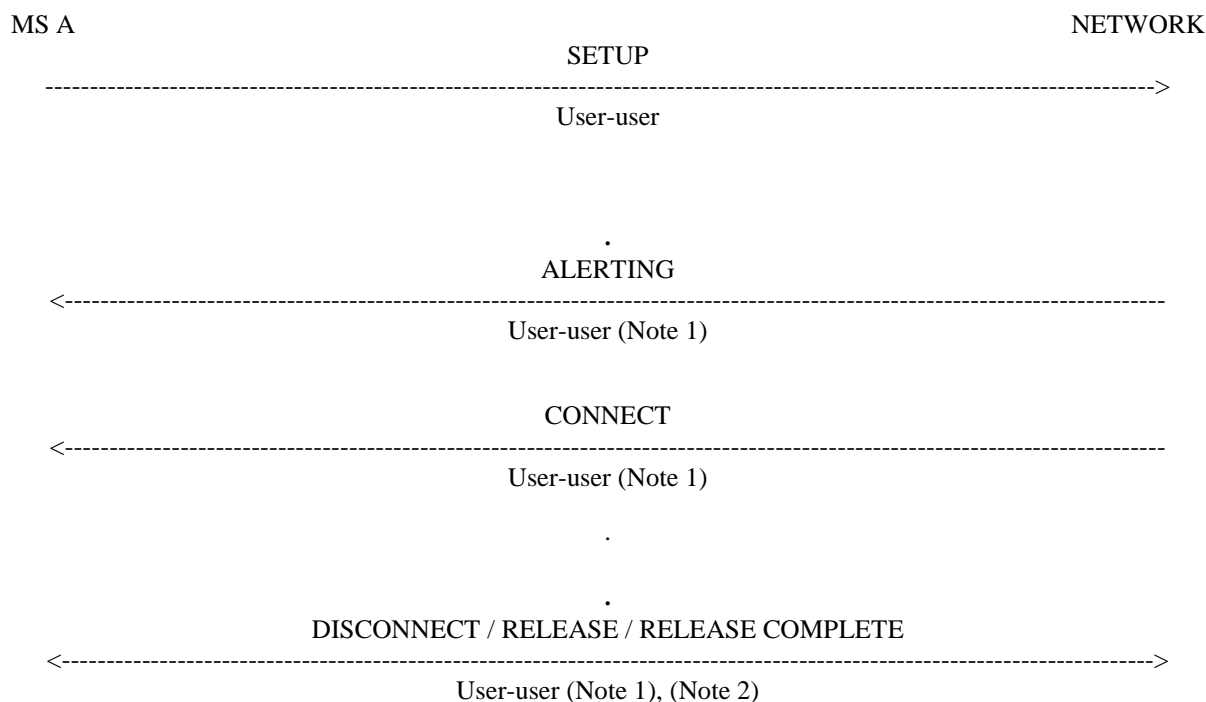 MS A NETWORK
SETUP
------------------------------------------------------------------------------------------------------------------------------>
User-user
.
ALERTING
<-----------------------------------------------------------------------------------------------------------------------------
User-user (Note 1)
CONNECT
<-----------------------------------------------------------------------------------------------------------------------------
User-user (Note 1)
.
.
DISCONNECT / RELEASE / RELEASE COMPLETE
<---------------------------------------------------------------------------------------------------------------------------->
User-user (Note 1), (Note 2)